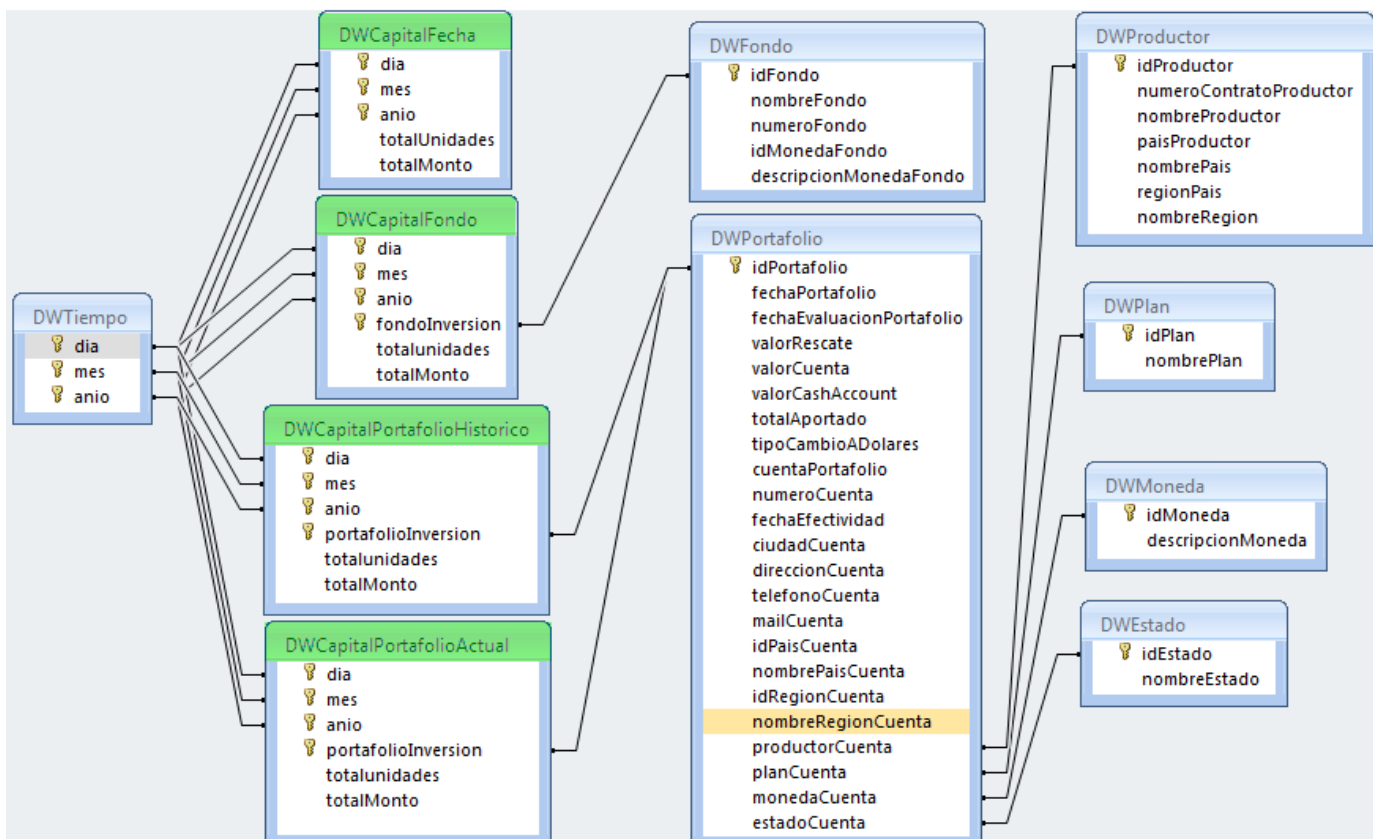 DWTiempo
dia
mes
anio
DWCapitalFecha
dia
mes
anio
totalUnidades
totalMonto
DWCapitalFondo
dia
mes
anio
fondoInversion
totalunidades
totalMonto
DWCapitalPortafolioHistorico
dia
mes
anio
portafolioInversion
totalunidades
totalMonto
DWCapitalPortafolioActual
dia
mes
anio
portafolioInversion
totalunidades
totalMonto
DWFondo
idFondo
nombreFondo
numeroFondo
idMonedaFondo
descripcionMonedaFondo
DWPortafolio
idPortafolio
fechaPortafolio
fechaEvaluacionPortafolio
valorRescate
valorCuenta
valorCashAccount
totalAportado
tipoCambioADolares
cuentaPortafolio
numeroCuenta
fechaEfectividad
ciudadCuenta
direccionCuenta
telefonoCuenta
mailCuenta
idPaisCuenta
nombrePaisCuenta
idRegionCuenta
nombreRegionCuenta
productorCuenta
planCuenta
monedaCuenta
estadoCuenta
DWProductor
idProductor
numeroContratoProductor
nombreProductor
paisProductor
nombrePais
regionPais
nombreRegion
DWPlan
idPlan
nombrePlan
DWMoneda
idMoneda
descripcionMoneda
DWEstado
idEstado
nombreEstado